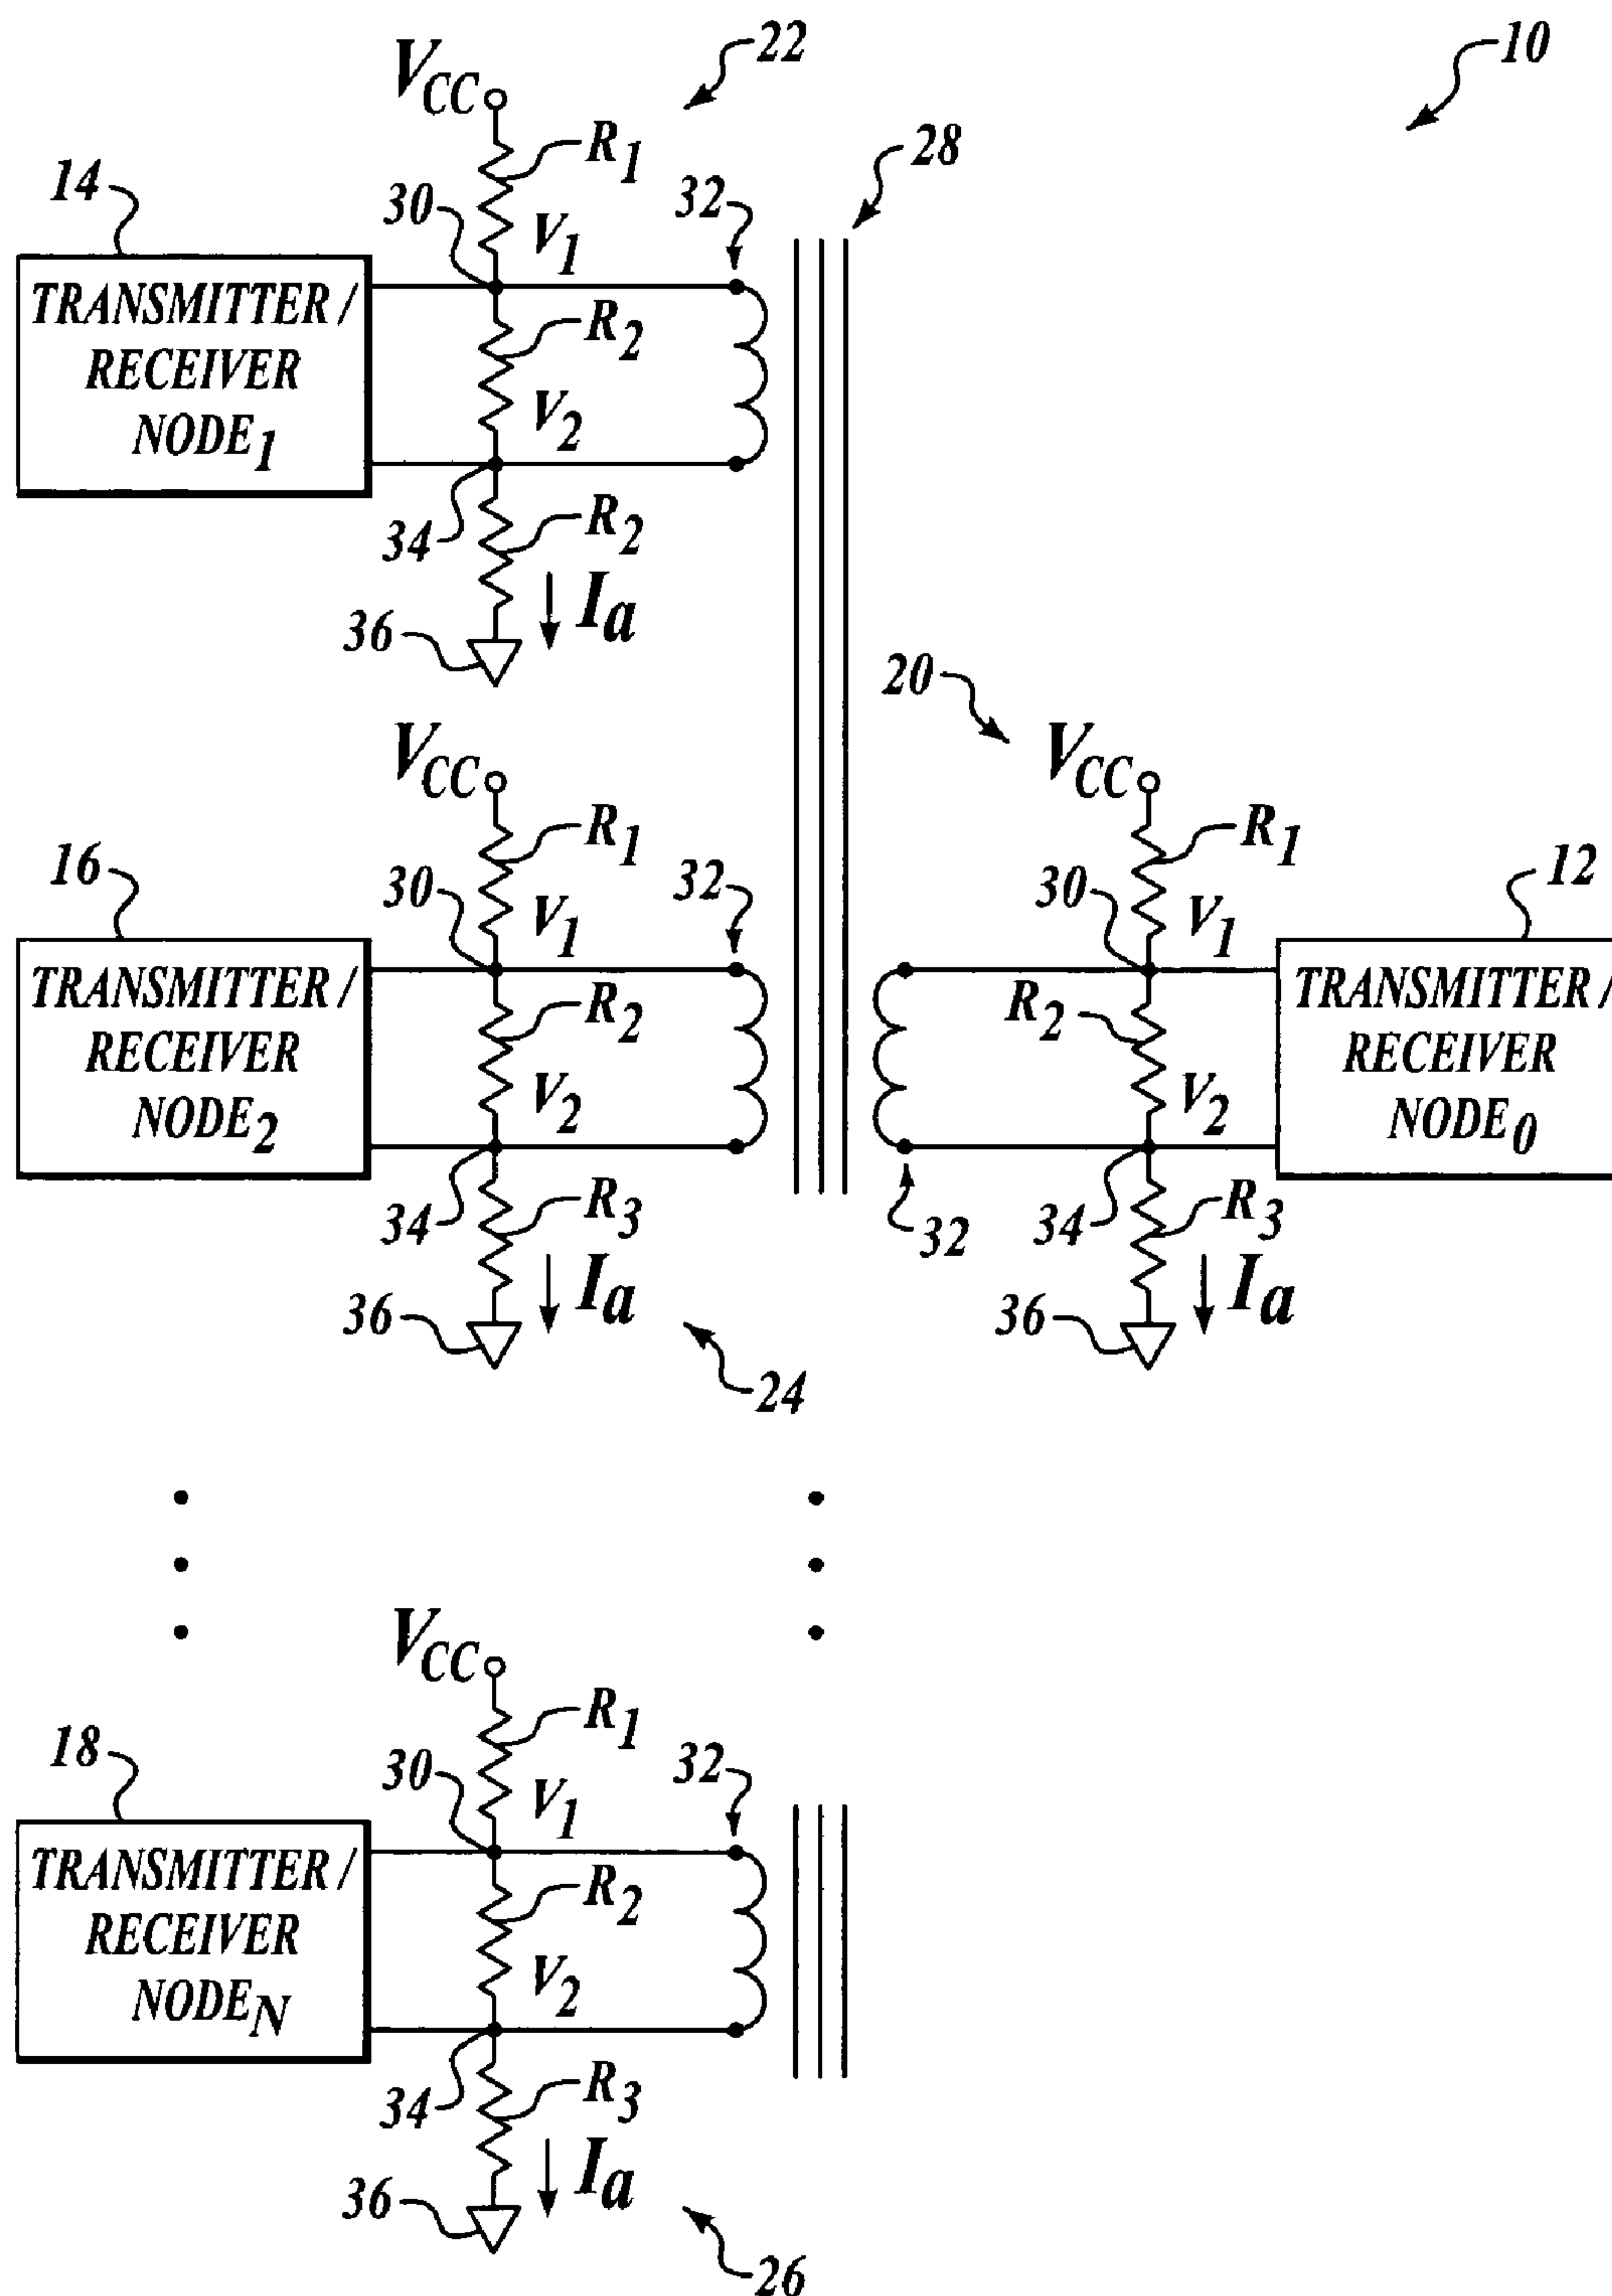 22
10
VCC
R1
28
14
30
32
V1
TRANSMITTER /
RECEIVER
NODE1
R2
V2
34
R2
Ia
36
20
VCC
R1
16
30
32
V1
TRANSMITTER /
RECEIVER
NODE2
R2
V2
34
R3
Ia
36
24
VCC
R1
12
30
V1
R2
TRANSMITTER /
RECEIVER
NODE0
V2
32
34
R3
Ia
36
VCC
R1
18
30
32
V1
TRANSMITTER /
RECEIVER
NODEN
R2
V2
34
R3
Ia
36
26